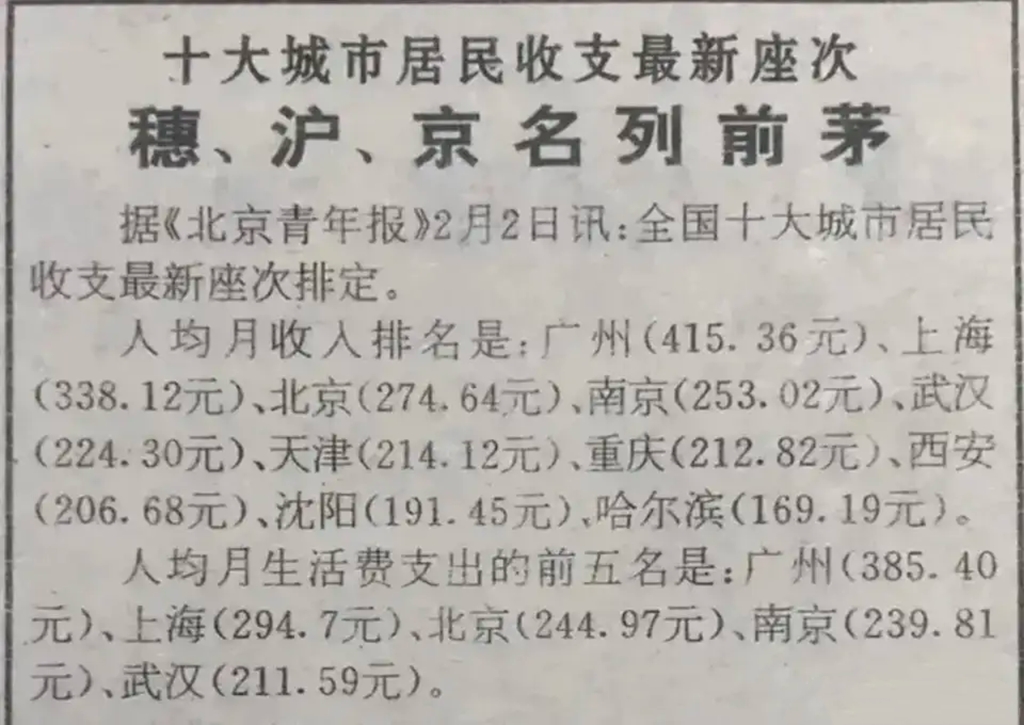 十大城市居民收支最新座次
穗、沪、京名列前茅
据《北京青年报》2月2日讯:全国十大城市居民
收支最新座次排定。
人均月收入排名是:广州(415.36元)、上海
(338.12元)、北京(274.64元)、南京(253.02元)、武汉
(224.30元)、天津(214.12元)、重庆(212.82元)、西安
(206.68元)、沈阳(191.45元)、哈尔滨(169.19元)。
人均月生活费支出的前五名是:广州(385.40
元)、上海(294.7元)、北京(244.97元)、南京(239.81
元)、武汉(211.59元)。